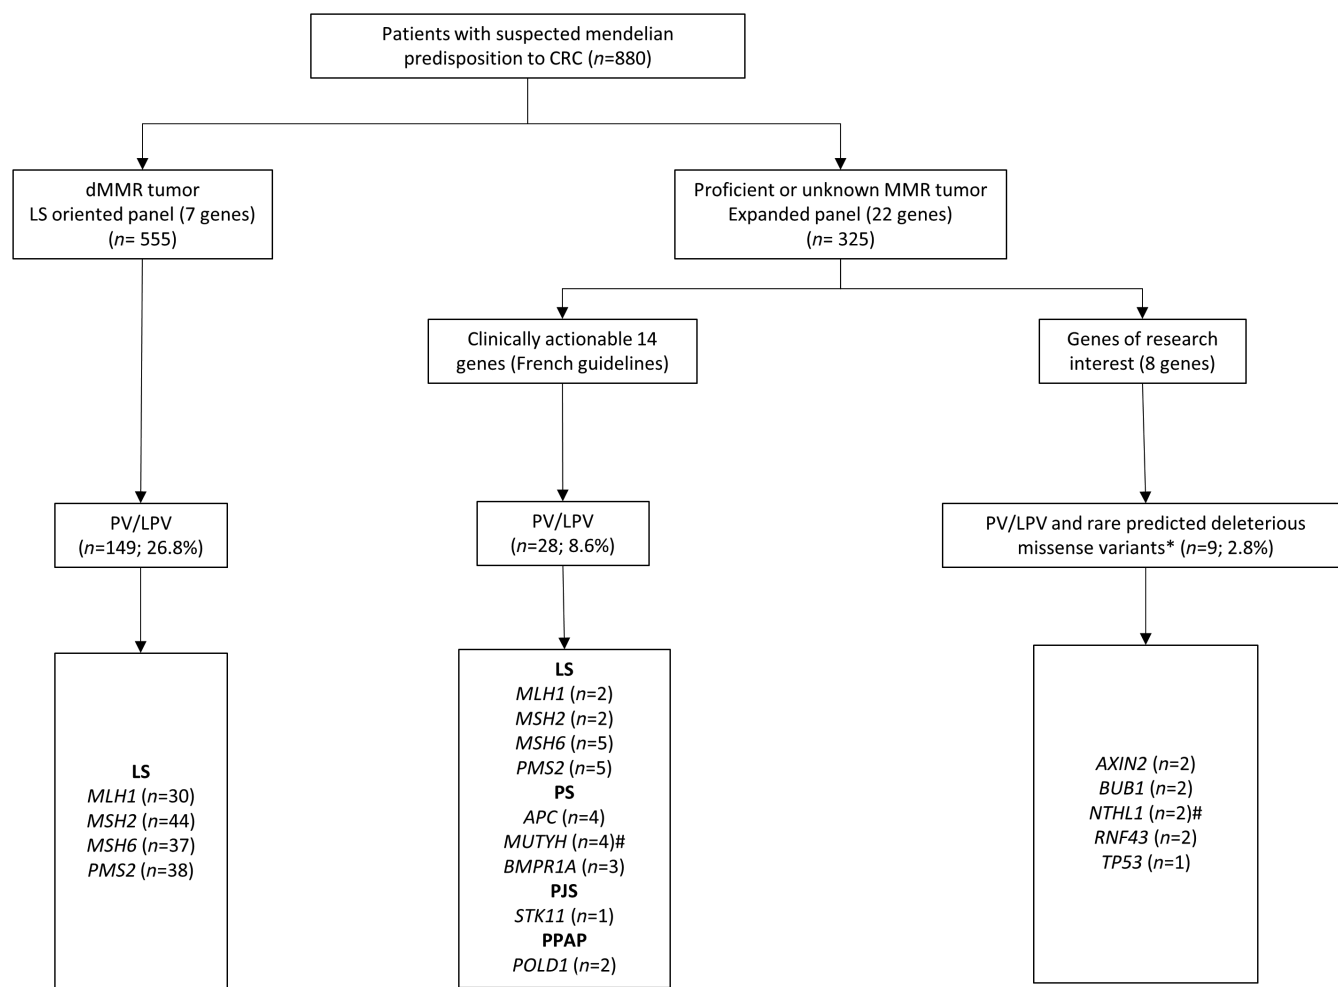 Patients with suspected mendelian
predisposition to CRC (n=880)
dMMR tumor
LS oriented panel (7 genes)
(n= 555)
Proficient or unknown MMR tumor
Expanded panel (22 genes)
(n= 325)
Clinically actionable 14
genes (French guidelines)
Genes of research
interest (8 genes)
PV/LPV
(n=149; 26.8%)
PV/LPV
(n=28; 8.6%)
PV/LPV and rare predicted deleterious
missense variants* (n=9; 2.8%)
LS
MLH1 (n=30)
MSH2 (n=44)
MSH6 (n=37)
PMS2 (n=38)
LS
MLH1 (n=2)
MSH2 (n=2)
MSH6 (n=5)
PMS2 (n=5)
PS
APC (n=4)
MUTYH (n=4)#
BMPR1A (n=3)
PJS
STK11 (n=1)
PPAP
POLD1 (n=2)
AXIN2 (n=2)
BUB1 (n=2)
NTHL1 (n=2)#
RNF43 (n=2)
TP53 (n=1)